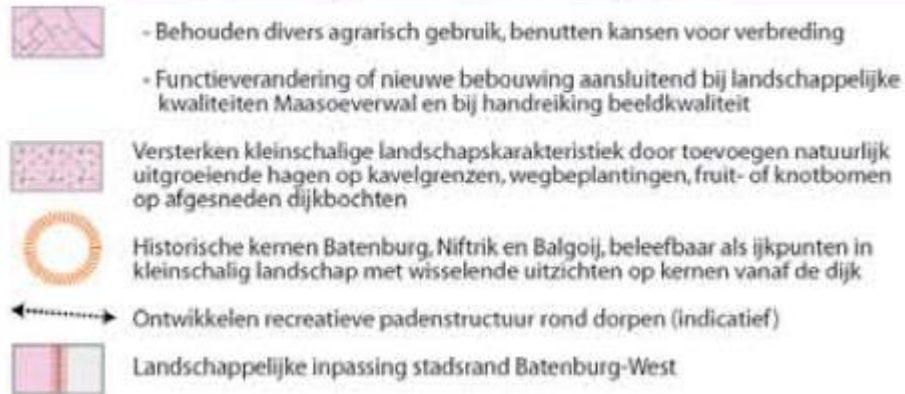 - Behouden divers agrarisch gebruik, benutten kansen voor verbreding
- Functieverandering of nieuwe bebouwing aansluitend bij landschappelijke
kwaliteiten Maasoeverwal en bij handreiking beeldkwaliteit
Versterken kleinschalige landschapskarakteristiek door toevoegen natuurlijk
uitgroeiende hagen op kavelgrenzen, wegbeplantingen, fruit- of knotbomen
op afgesneden dijkbochten
Historische kernen Batenburg, Niftrik en Balgoij, beleefbaar als ijkpunten in
kleinschalig landschap met wisselende uitzichten op kernen vanaf de dijk
Ontwikkelen recreatieve padenstructuur rond dorpen (indicatief)
Landschappelijke inpassing stadsrand Batenburg-West